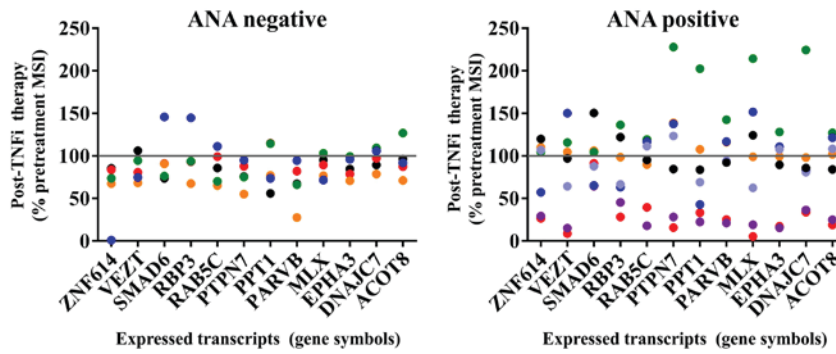 ANA negative
Post-TNFi therapy
(% pretreatment MSI)
250
200
150
100
50
0
ZNF614
VEZT
SMAD6
RBP3
RAB5C
PTPN7
PPT1
PARVB
MLX
EPHA3
DNAJC7
ACOT8
Expressed transcripts (gene symbols)
ANA positive
Post-TNFi therapy
(% pretreatment MSI)
250
200
150
100
50
0
ZNF614
VEZT
SMAD6
RBP3
RAB5C
PTPN7
PPT1
PARVB
MLX
EPHA3
DNAJC7
ACOT8
Expressed transcripts (gene symbols)